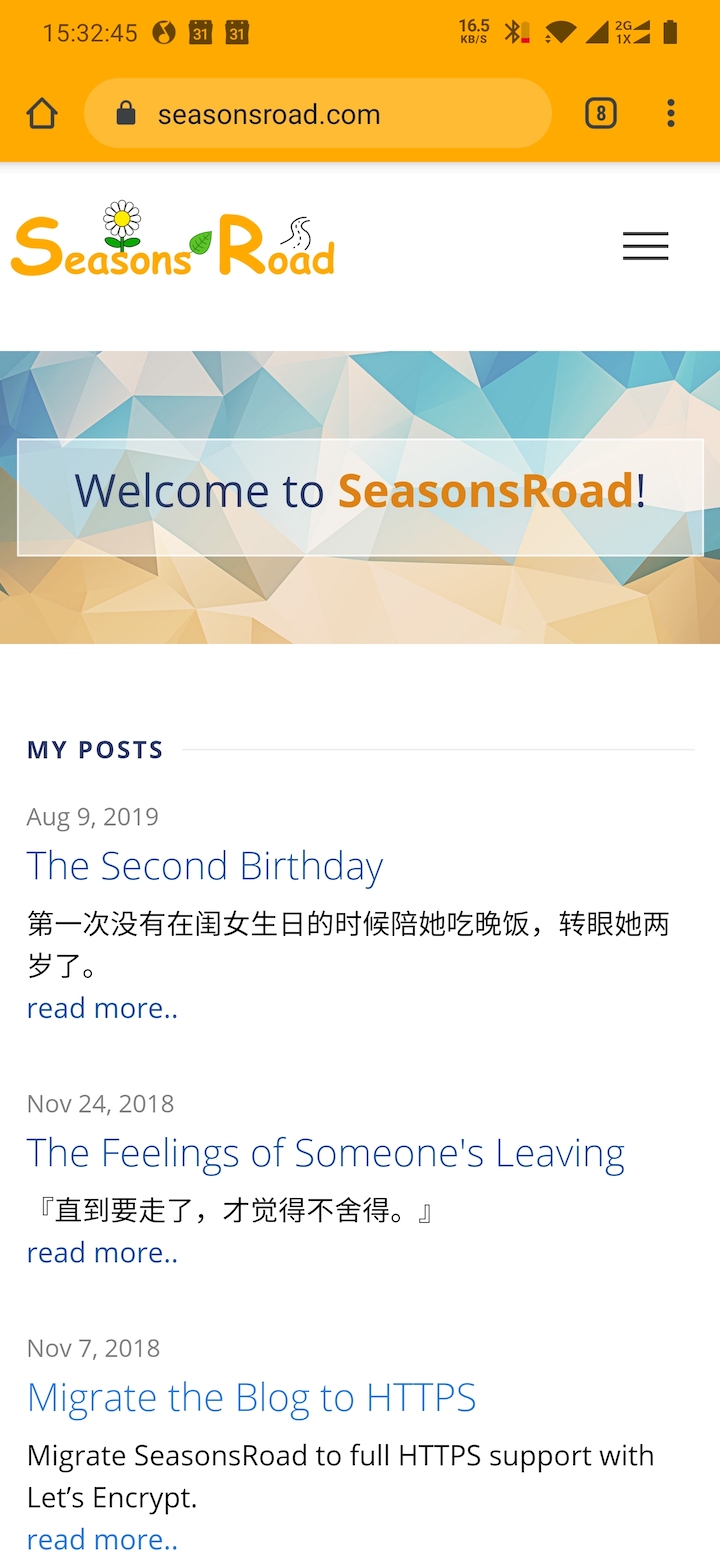 15:32:45 31 31 16.5 KB/S 2G 1X
seasonsroad.com 8
Seasons Road
Welcome to SeasonsRoad!
MY POSTS
Aug 9, 2019
The Second Birthday
第一次没有在闺女生日的时候陪她吃晚饭，转眼她两
岁了。
read more..
Nov 24, 2018
The Feelings of Someone's Leaving
『直到要走了，才觉得不舍得。』
read more..
Nov 7, 2018
Migrate the Blog to HTTPS
Migrate SeasonsRoad to full HTTPS support with
Let’s Encrypt.
read more..